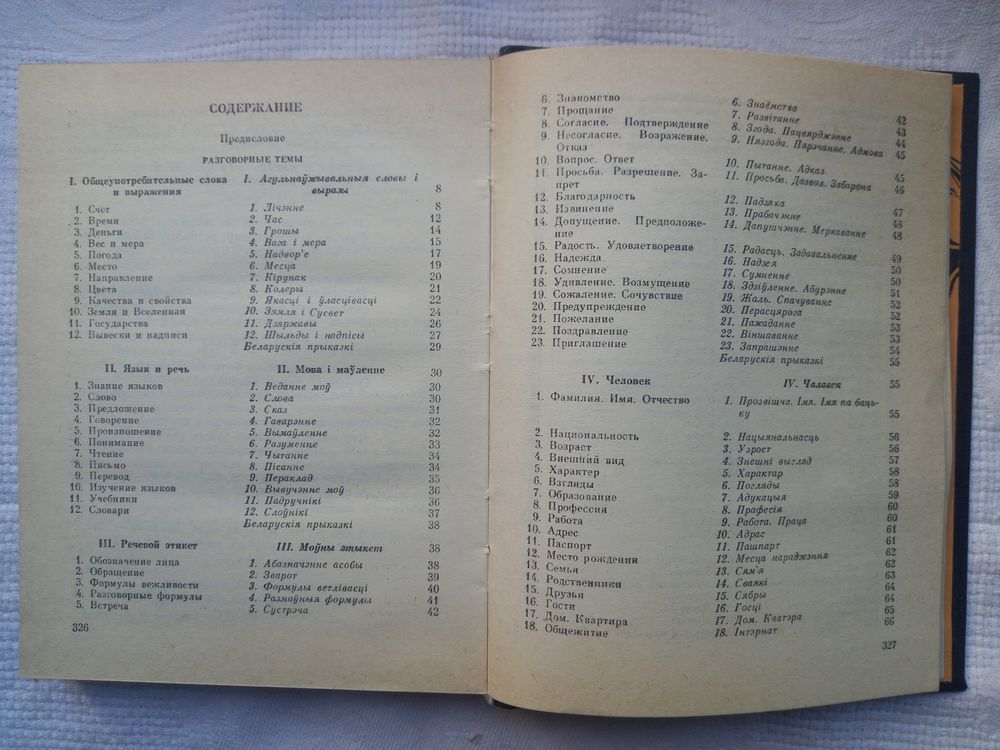 СОДЕРЖАНИЕ
Предисловие
РАЗГОВОРНЫЕ ТЕМЫ
I. Общеупотребительные слова и выражения I. Агульнаўжывальныя словы і выразы 8
1. Счет 1. Лічэнне 8
2. Время 2. Час 12
3. Деньги 3. Грошы 14
4. Вес и мера 4. Вага і мера 15
5. Погода 5. Надвор'е 17
6. Место 6. Месца 19
7. Направление 7. Кірунак 20
8. Цвета 8. Колеры 21
9. Качества и свойства 9. Якасці і ўласцівасці 22
10. Земля и Вселенная 10. Зямля і Сусвет 24
11. Государства 11. Дзяржавы 26
12. Вывески и надписи 12. Шыльды і надпісы 27
Беларускія прыказкі 29
II. Язык и речь II. Мова і маўленне 30
1. Знание языков 1. Веданне моў 30
2. Слово 2. Слова 30
3. Предложение 3. Сказ 31
4. Говорение 4. Гаварэнне 32
5. Произношение 5. Вымаўленне 32
6. Понимание 6. Разуменне 33
7. Чтение 7. Чытанне 34
8. Письмо 8. Пісанне 34
9. Перевод 9. Пераклад 35
10. Изучение языков 10. Вывучэнне моў 36
11. Учебники 11. Падручнікі 36
12. Словари 12. Слоўнікі 37
Беларускія прыказкі 38
III. Речевой этикет III. Моўны этыкет 38
1. Обозначение лица 1. Абазначэнне асобы 38
2. Обращение 2. Зварот 39
3. Формулы вежливости 3. Формулы ветлівасці 40
4. Разговорные формулы 4. Размоўныя формулы 41
5. Встреча 5. Сустрэча 42
326
6. Знакомство 6. Знаёмства 42
7. Прощание 7. Развітанне 43
8. Согласие. Подтверждение 8. Згода. Пацвярджэнне 44
9. Несогласие. Возражение. Отказ 9. Нязгода. Пярэчанне. Адмова 45
10. Вопрос. Ответ 10. Пытанне. Адказ 45
11. Просьба. Разрешение. Запрет 11. Просьба. Дазвол. Забарона 46
12. Благодарность 12. Падзяка 47
13. Извинение 13. Прабачэнне 48
14. Допущение. Предположение 14. Дапушчэнне. Меркаванне 48
15. Радость. Удовлетворение 15. Радасць. Задавальненне 49
16. Надежда 16. Надзея 50
17. Сомнение 17. Сумненне 50
18. Удивление. Возмущение 18. Здзіўленне. Абурэнне 51
19. Сожаление. Сочувствие 19. Жаль. Спачуванне 52
20. Предупреждение 20. Перасцярога 52
21. Пожелание 21. Пажаданне 53
22. Поздравление 22. Віншаванне 53
23. Приглашение 23. Запрашэнне 54
Беларускія прыказкі 55
IV. Человек IV. Чалавек 55
1. Фамилия. Имя. Отчество 1. Прозвішча. Імя. Імя па бацьку 55
2. Национальность 2. Нацыянальнасць 56
3. Возраст 3. Узрост 56
4. Внешний вид 4. Знешні выгляд 57
5. Характер 5. Характар 58
6. Взгляды 6. Погляды 58
7. Образование 7. Адукацыя 59
8. Профессия 8. Прафесія 60
9. Работа 9. Работа. Праца 60
10. Адрес 10. Адрас 61
11. Паспорт 11. Пашпарт 61
12. Место рождения 12. Месца нараджэння 62
13. Семья 13. Сям'я 62
14. Родственники 14. Сваякі 63
15. Друзья 15. Сябры 64
16. Гости 16. Госці 64
17. Дом. Квартира 17. Дом. Кватэра 65
18. Общежитие 18. Інтэрнат 66
327